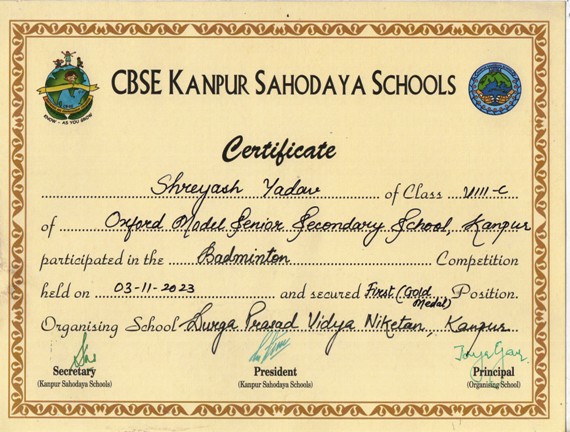 CBSE KANPUR SAHODAYA SCHOOLS
KNOW - AS YOU GROW
Certificate
Shreyash Yadav of Class VIII-C
of Oxford Model Senior Secondary School, Kanpur
participated in the Badminton Competition
held on 03-11-2023 and secured First (Gold Medal) Position.
Organising School Durga Prasad Vidya Niketan, Kanpur.
Secretary President Principal
(Kanpur Sahodaya Schools) (Kanpur Sahodaya Schools) (Organising School)